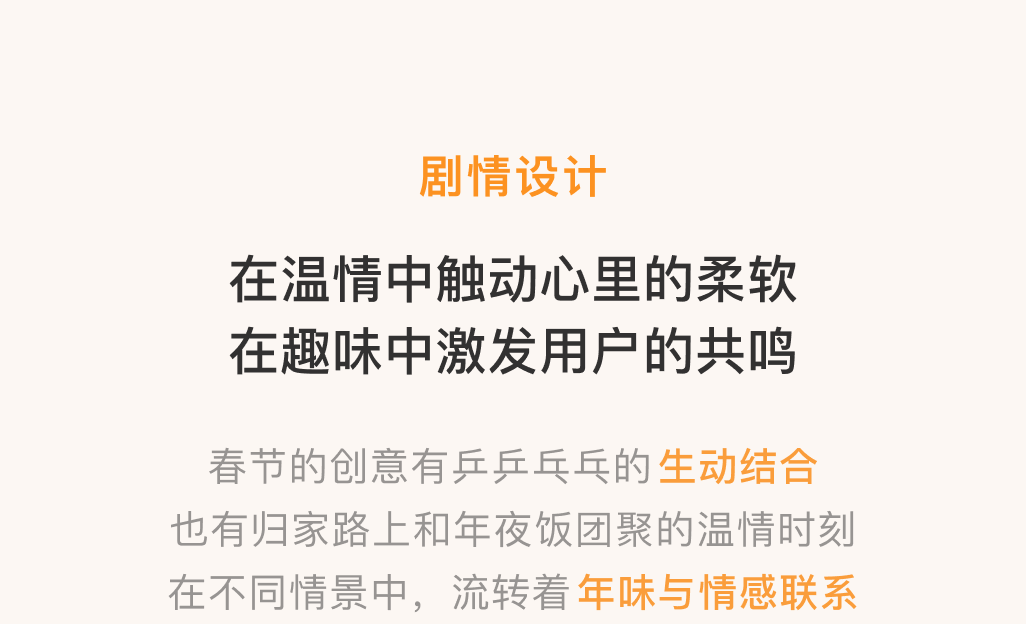 剧情设计
在温情中触动心里的柔软
在趣味中激发用户的共鸣
春节的创意有乒乒乓乓的生动结合
也有归家路上和年夜饭团聚的温情时刻
在不同情景中，流转着年味与情感联系